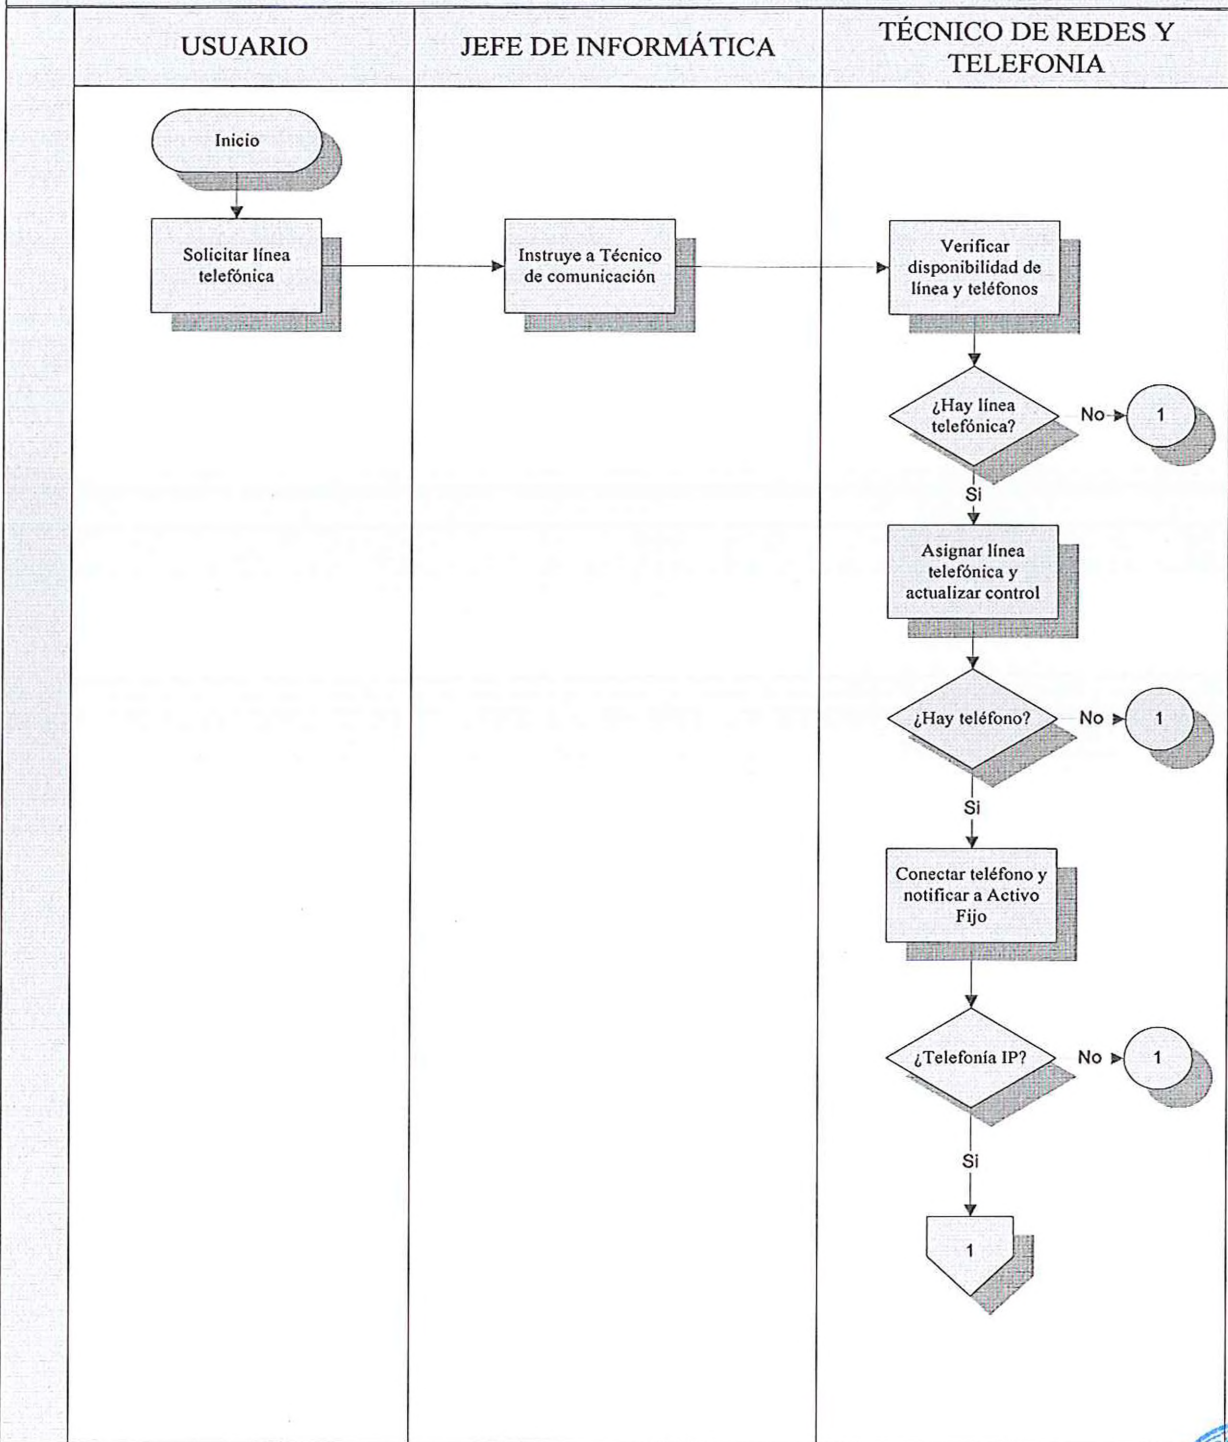 USUARIO
JEFE DE INFORMÁTICA
TÉCNICO DE REDES Y
TELEFONIA
Inicio
Solicitar línea
telefónica
Instruye a Técnico
de comunicación
Verificar
disponibilidad de
línea y teléfonos
¿Hay línea
telefónica?
No
1
Si
Asignar línea
telefónica y
actualizar control
¿Hay teléfono?
No
1
Si
Conectar teléfono y
notificar a Activo
Fijo
¿Telefonía IP?
No
1
Si
1